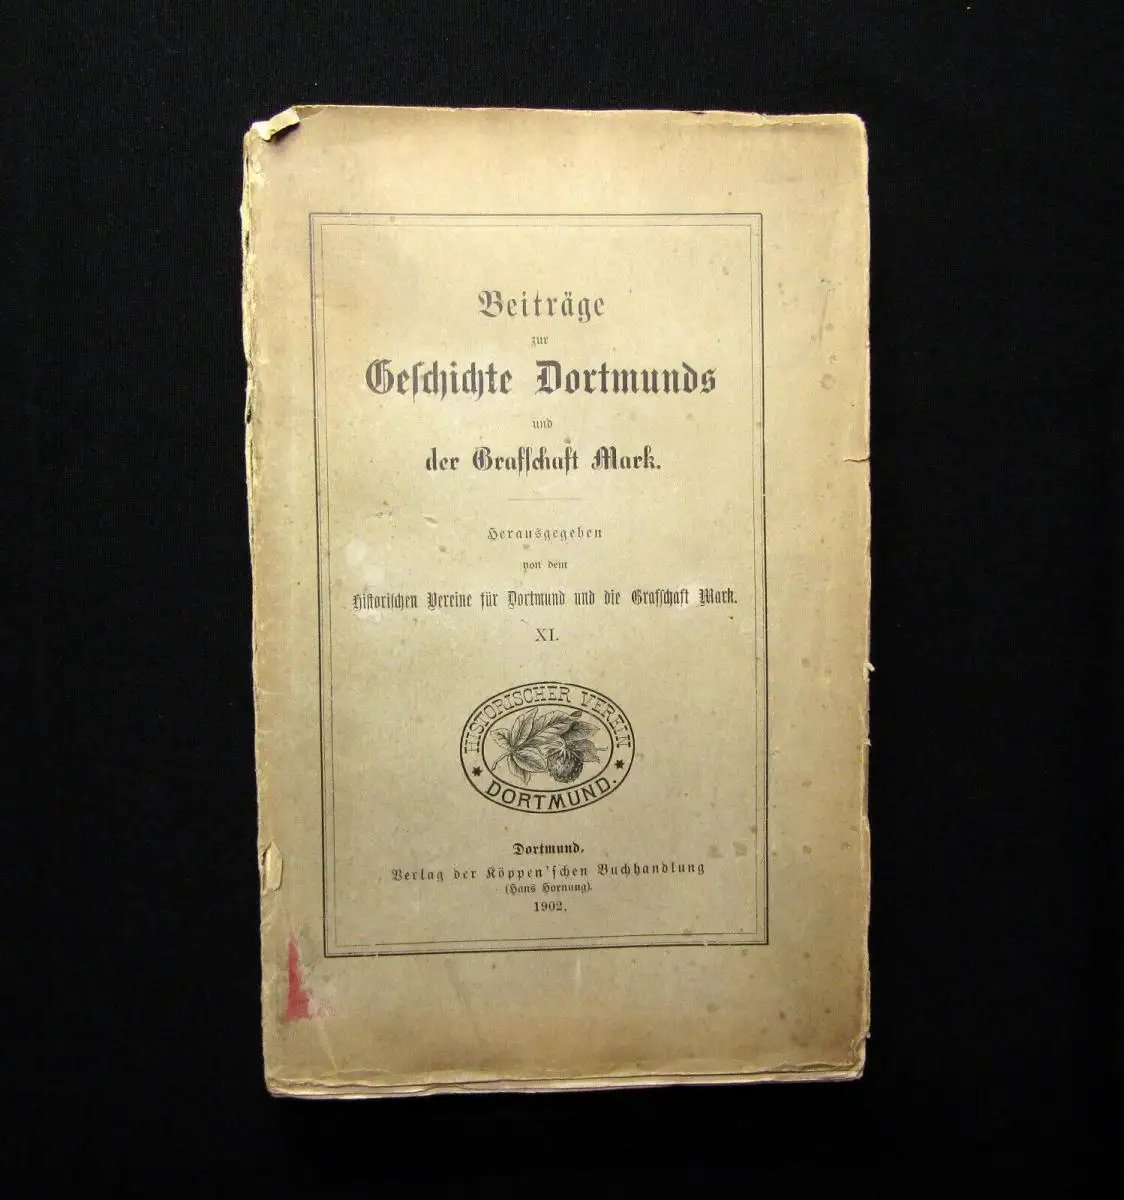 Beiträge
zur
Geschichte Dortmunds
und
der Grafschaft Mark.
Herausgegeben
von dem
Historischen Vereine für Dortmund und die Grafschaft Mark.
XI.
HISTORISCHER VEREIN
* DORTMUND. *
Dortmund.
Verlag der Köppen'schen Buchhandlung
(Hans Hornung).
1902.